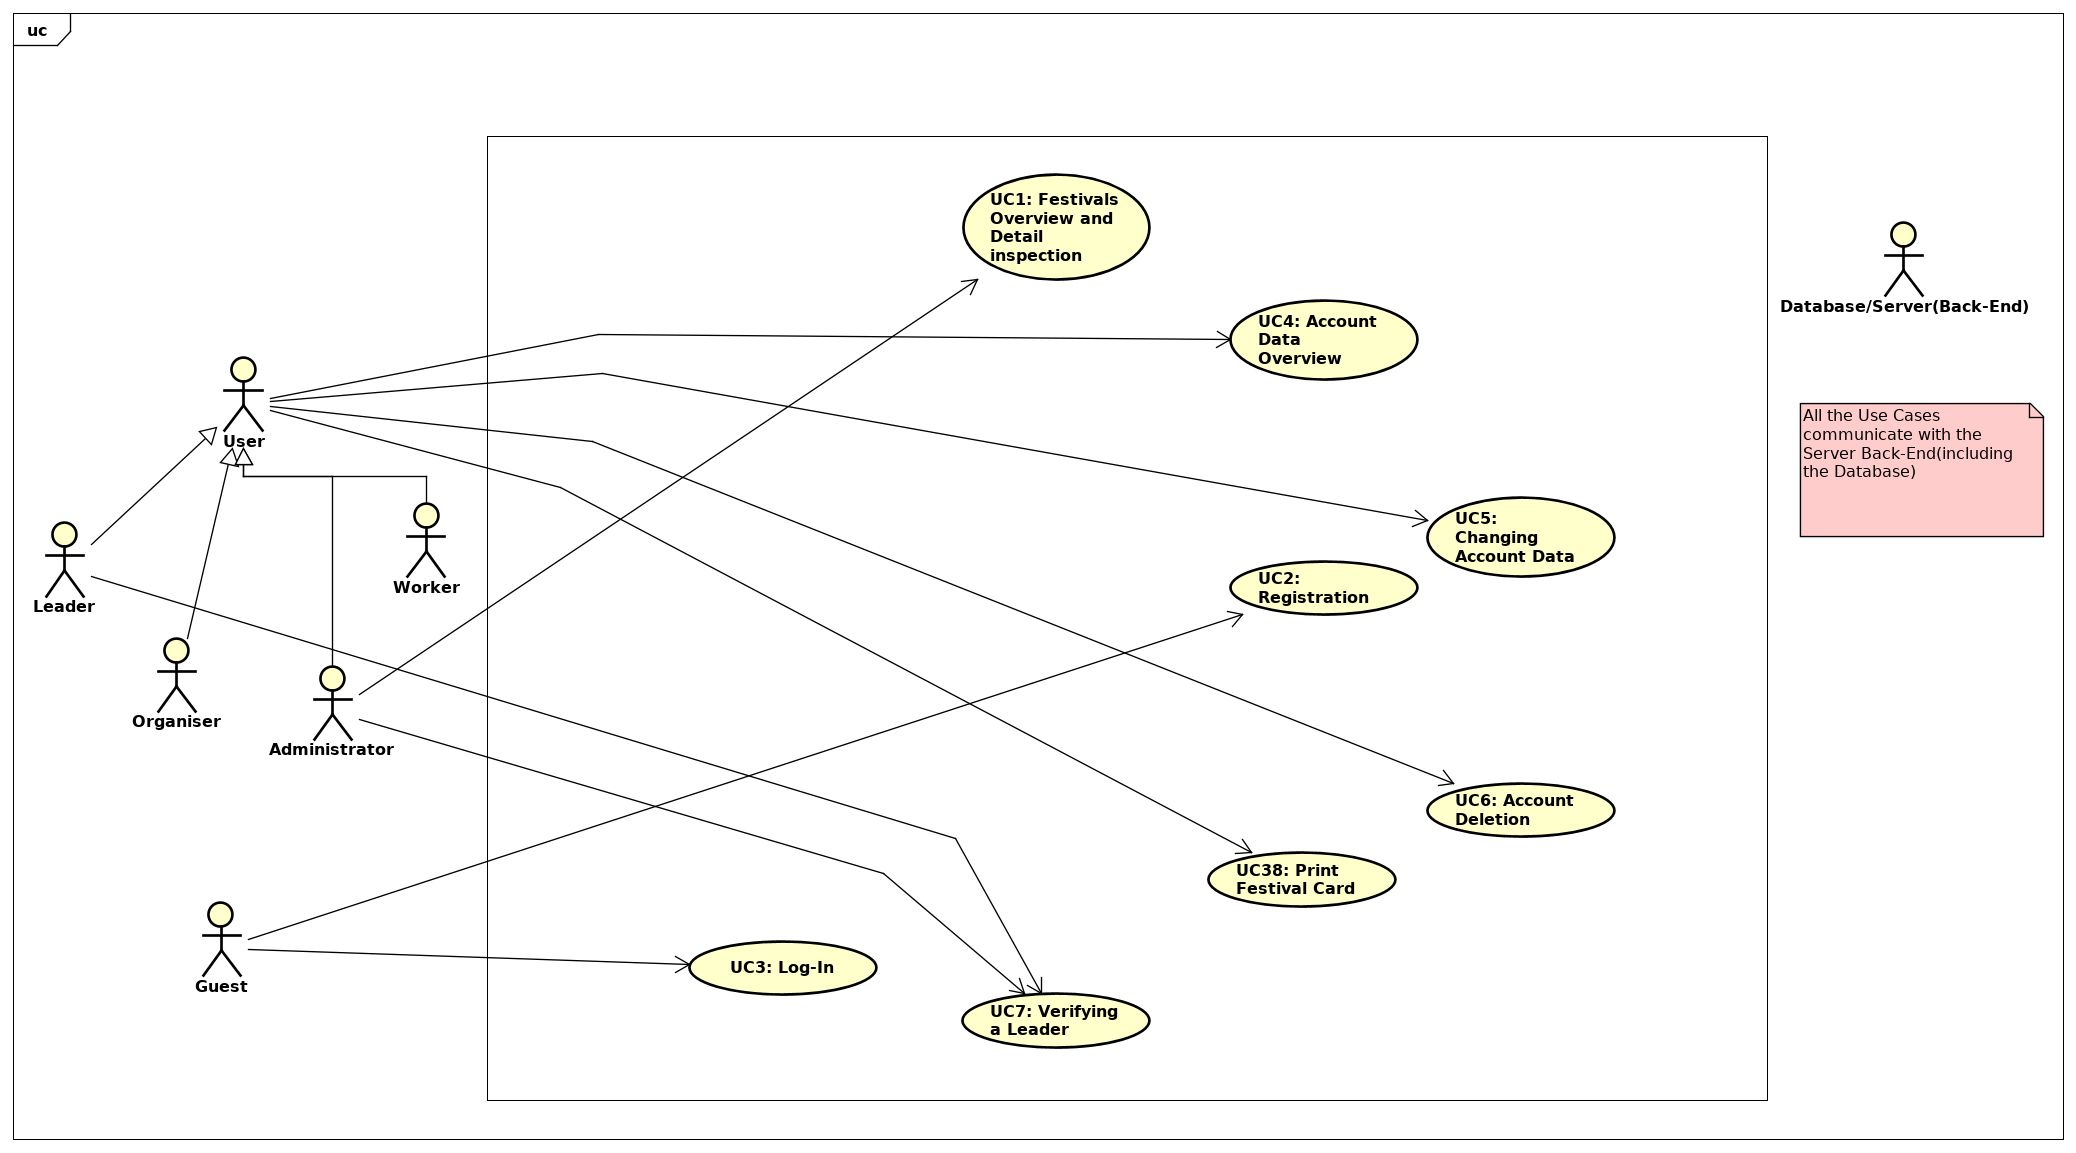 uc
UC1: Festivals
Overview and
Detail
inspection
Database/Server(Back-End)
UC4: Account
Data
Overview
User
All the Use Cases
communicate with the
Server Back-End(including
the Database)
UC5:
Changing
Account Data
Worker
Leader
UC2:
Registration
Organiser
Administrator
UC6: Account
Deletion
UC38: Print
Festival Card
Guest
UC3: Log-In
UC7: Verifying
a Leader